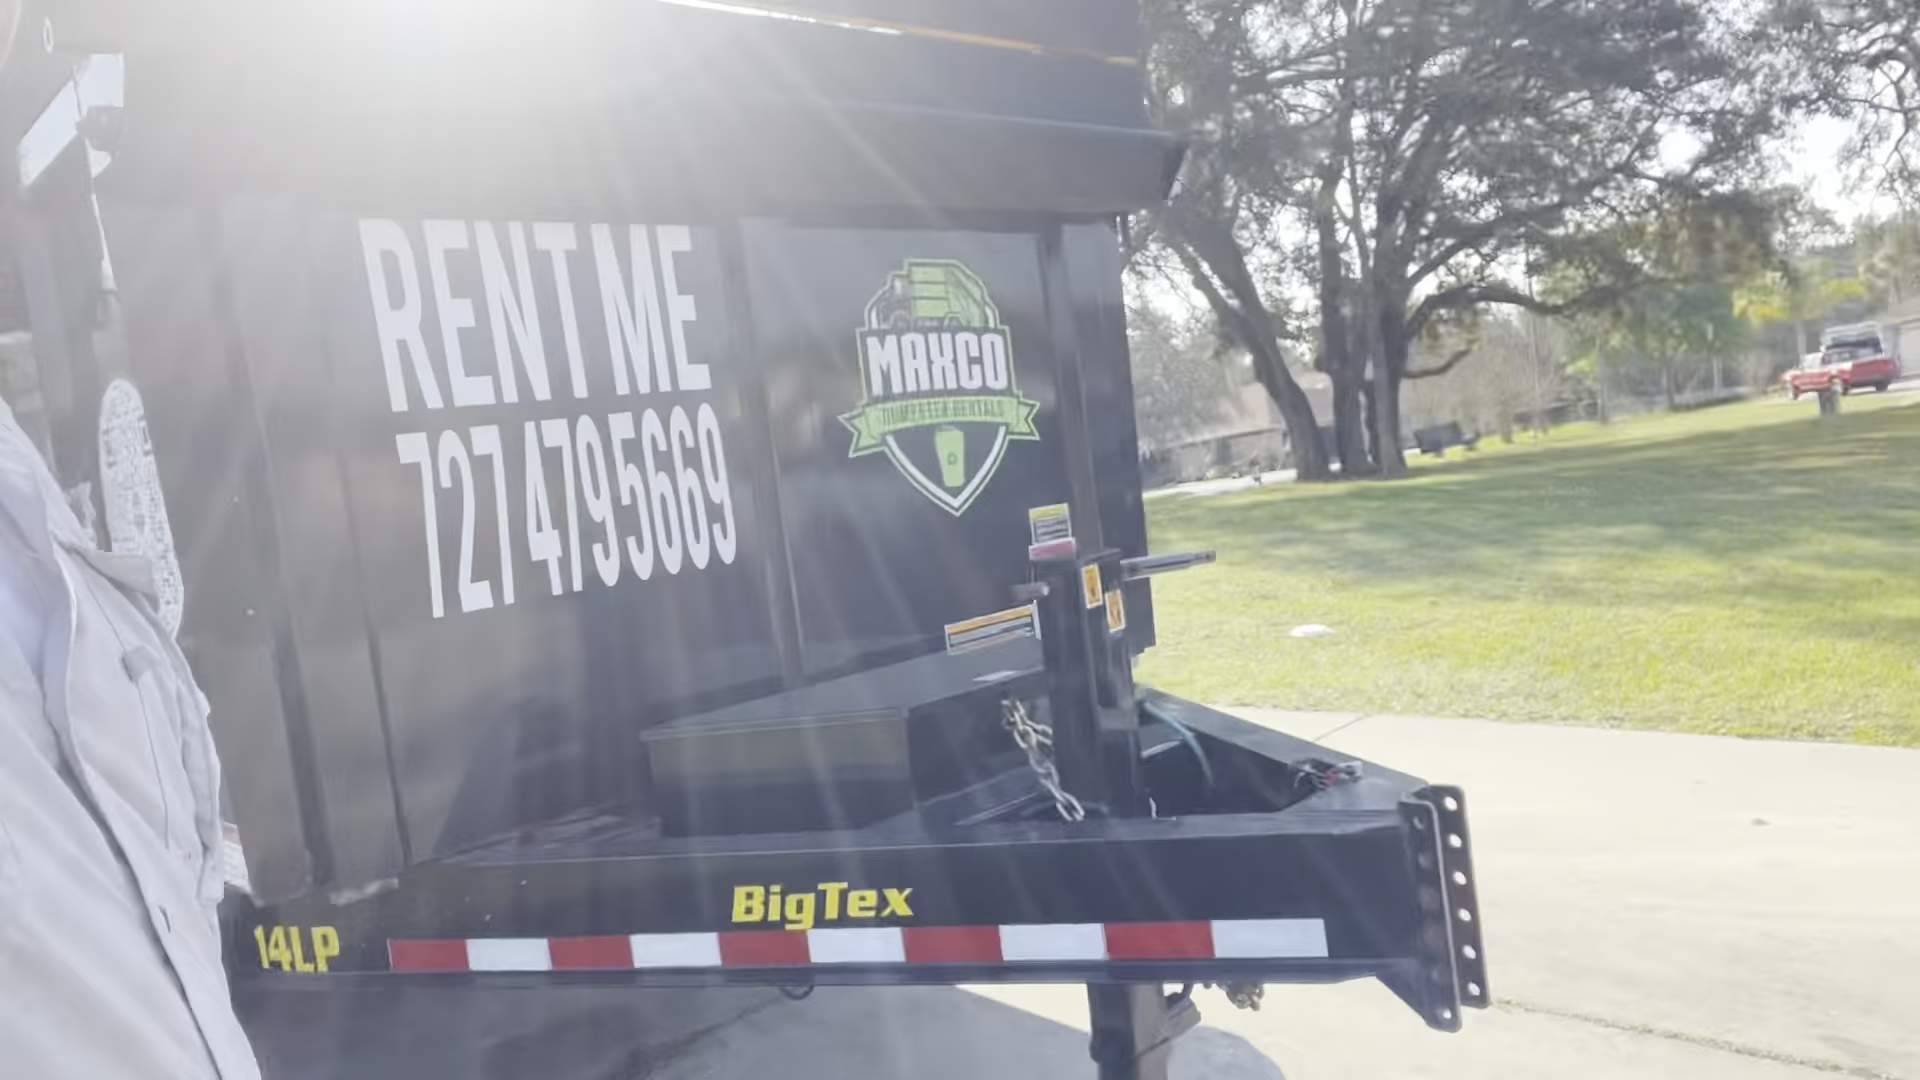 RENT ME
727 479 5669
MAXCO
DUMPSTER RENTALS
BigTex
14LP